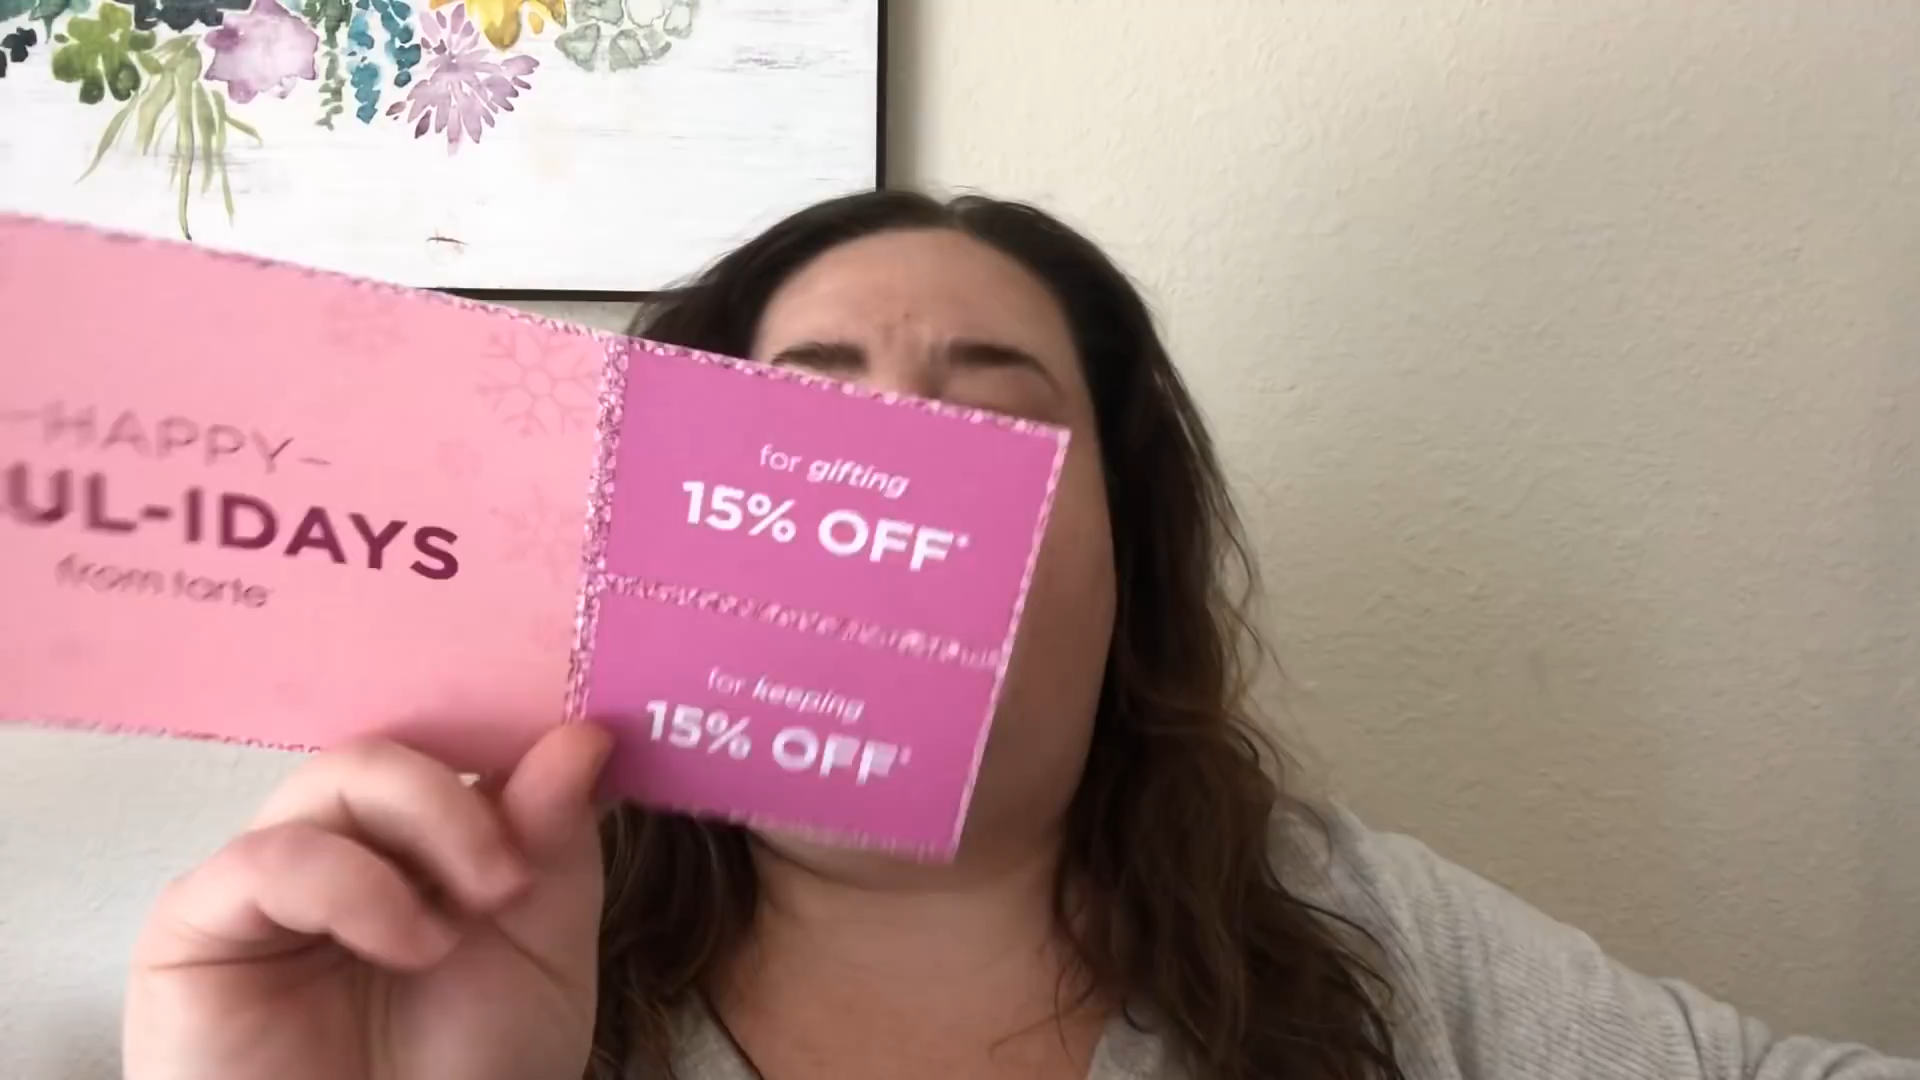 –HAPPY–
UL-IDAYS
from tarte
for gifting
15% OFF*
for keeping
15% OFF*